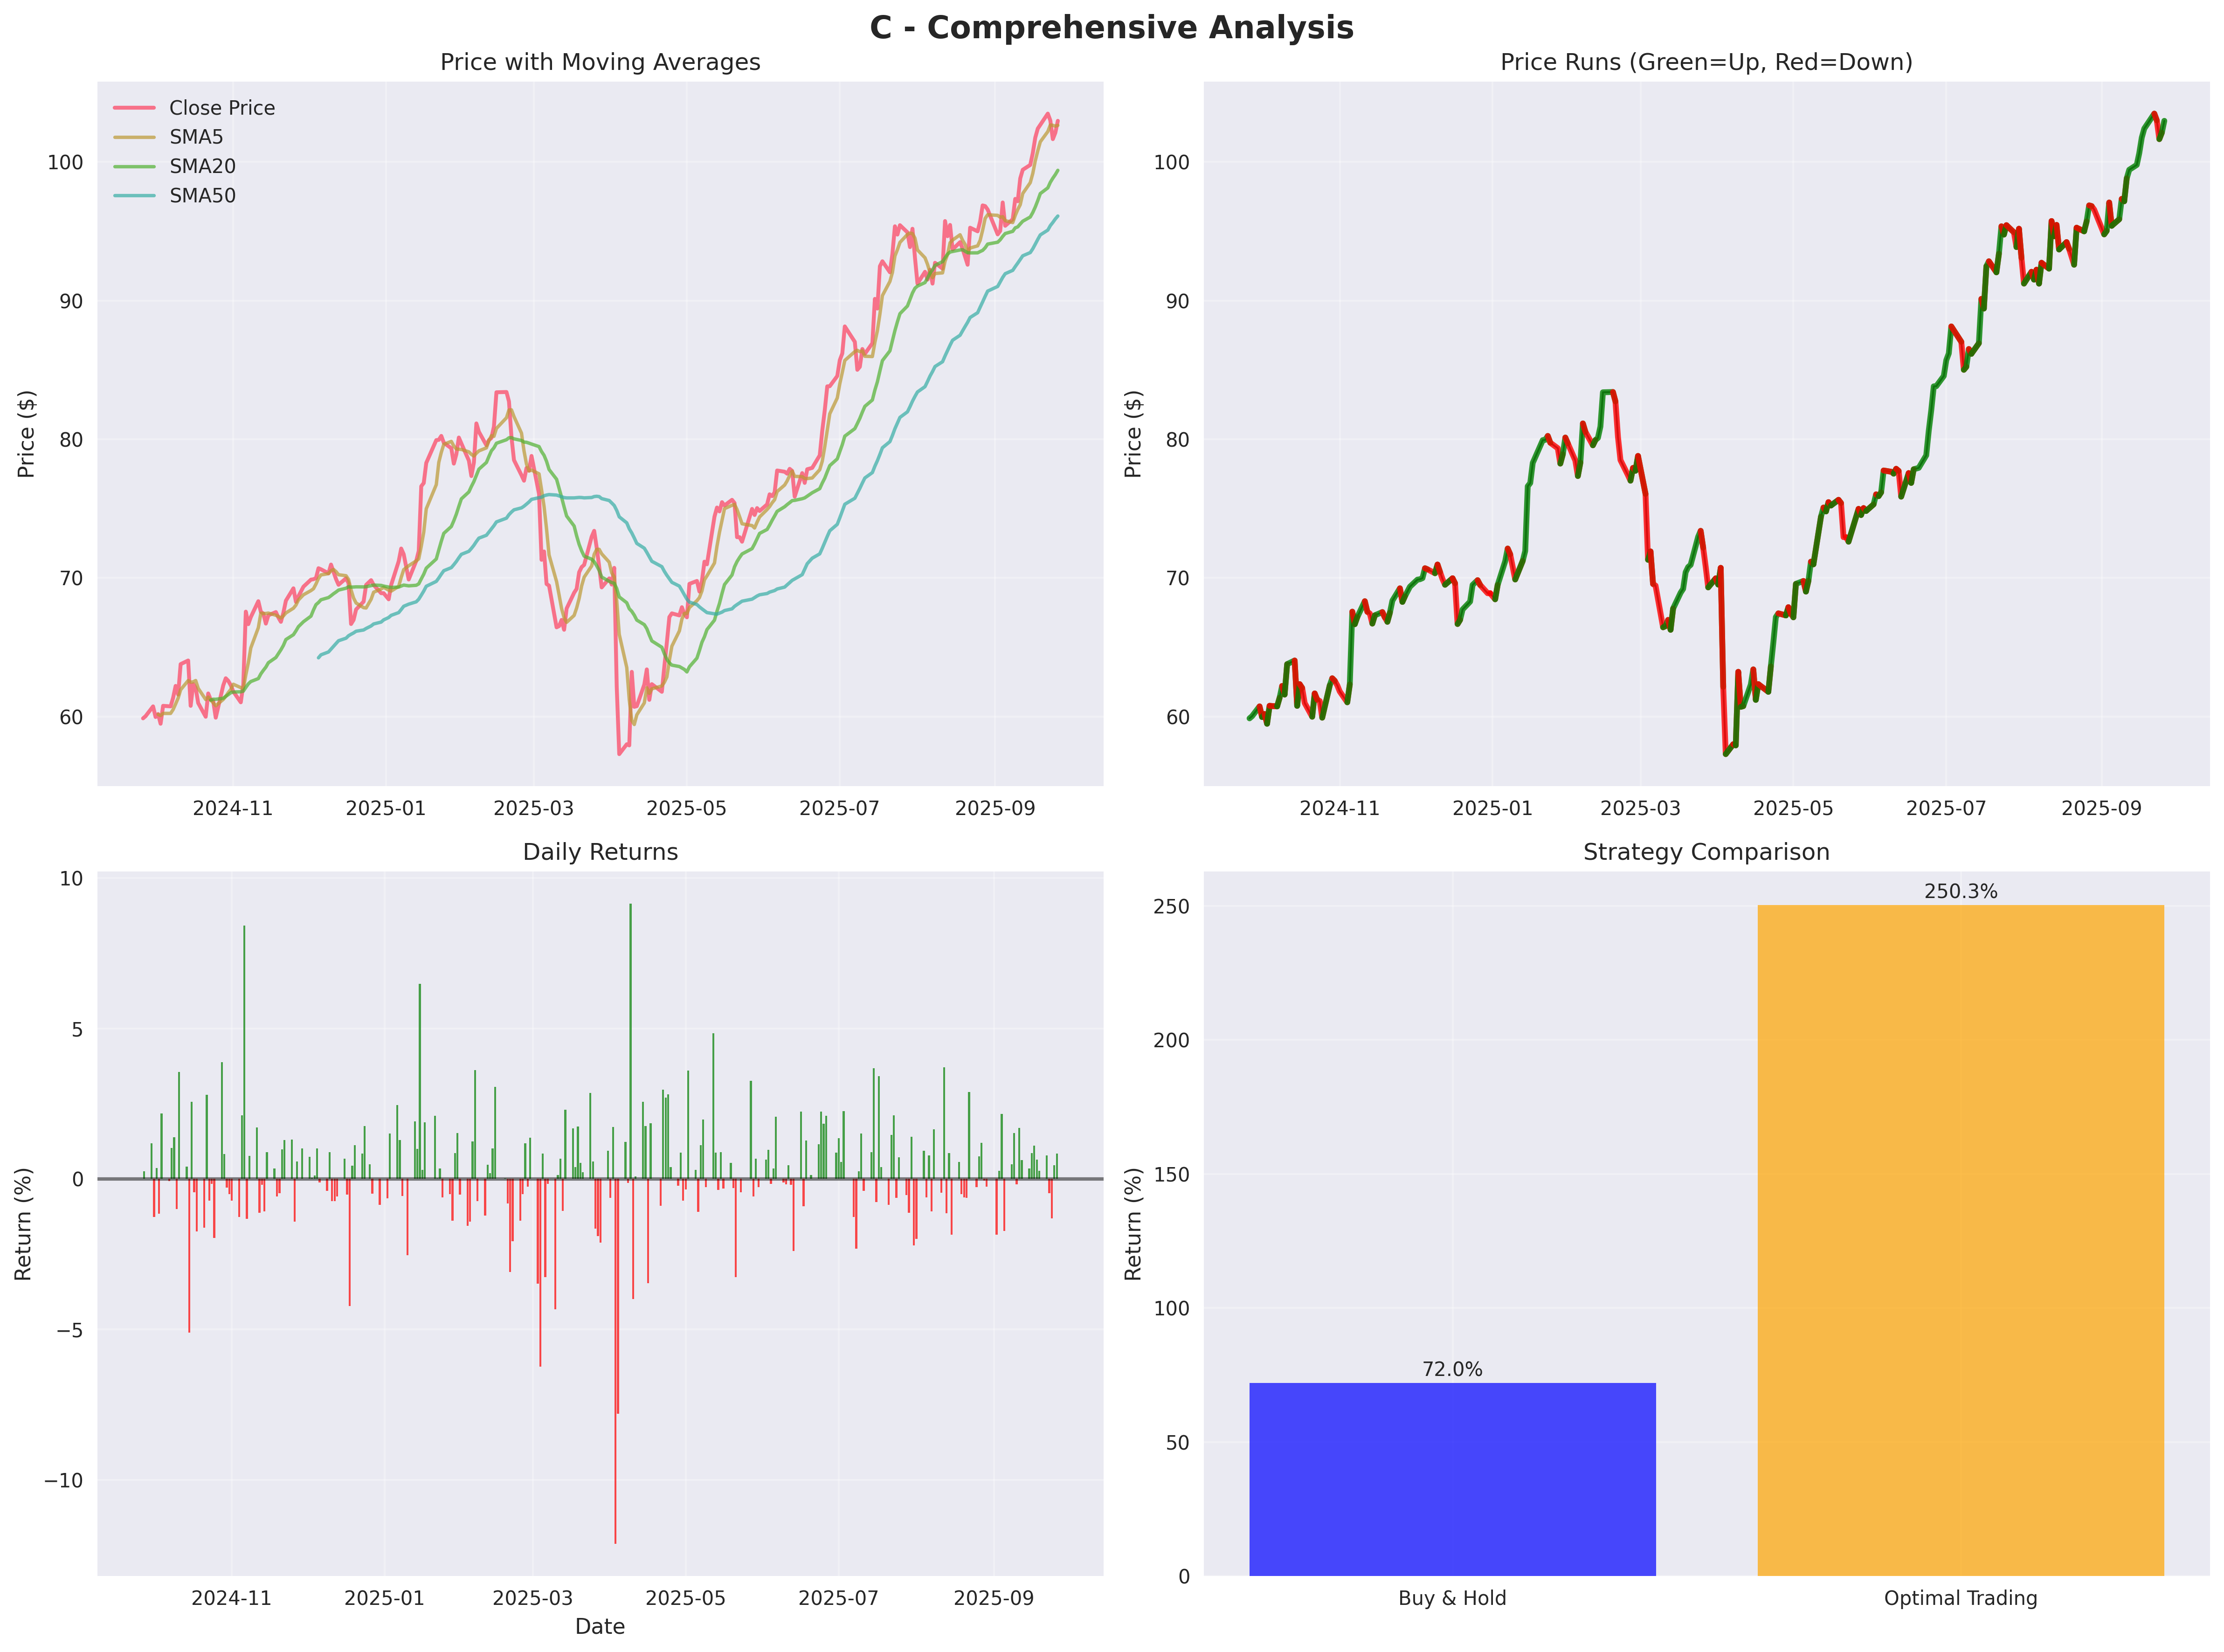 C - Comprehensive Analysis
Price with Moving Averages
Close Price
SMA5
SMA20
SMA50
Price ($)
100
90
80
70
60
2024-11
2025-01
2025-03
2025-05
2025-07
2025-09
Price Runs (Green=Up, Red=Down)
Price ($)
100
90
80
70
60
2024-11
2025-01
2025-03
2025-05
2025-07
2025-09
Daily Returns
Return (%)
10
5
0
−5
−10
2024-11
2025-01
2025-03
2025-05
2025-07
2025-09
Date
Strategy Comparison
Return (%)
250
200
150
100
50
0
72.0%
250.3%
Buy & Hold
Optimal Trading